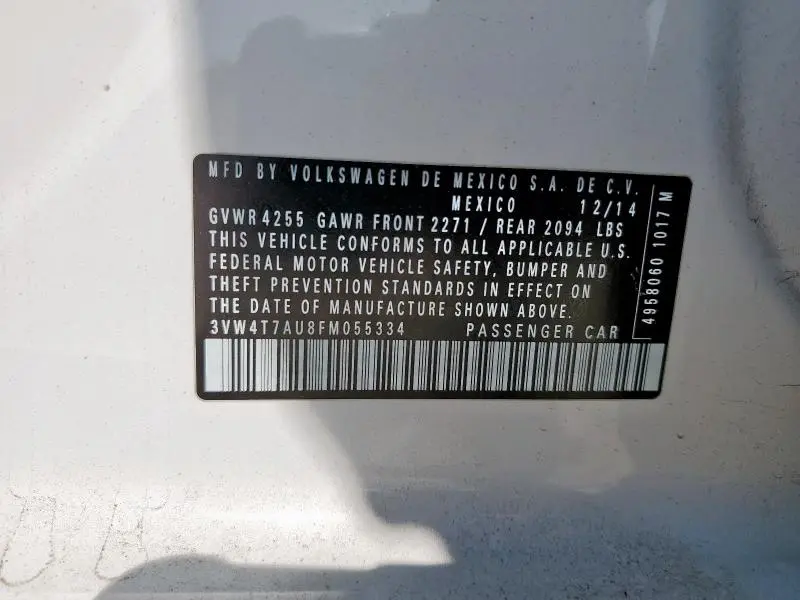 MFD BY VOLKSWAGEN DE MEXICO S.A. DE C.V.
MEXICO 12/14
GVWR 4255 GAWR FRONT 2271 / REAR 2094 LBS
THIS VEHICLE CONFORMS TO ALL APPLICABLE U.S.
FEDERAL MOTOR VEHICLE SAFETY, BUMPER AND
THEFT PREVENTION STANDARDS IN EFFECT ON
THE DATE OF MANUFACTURE SHOWN ABOVE.
3VW4T7AU8FM055334 PASSENGER CAR
4958060 1017 M